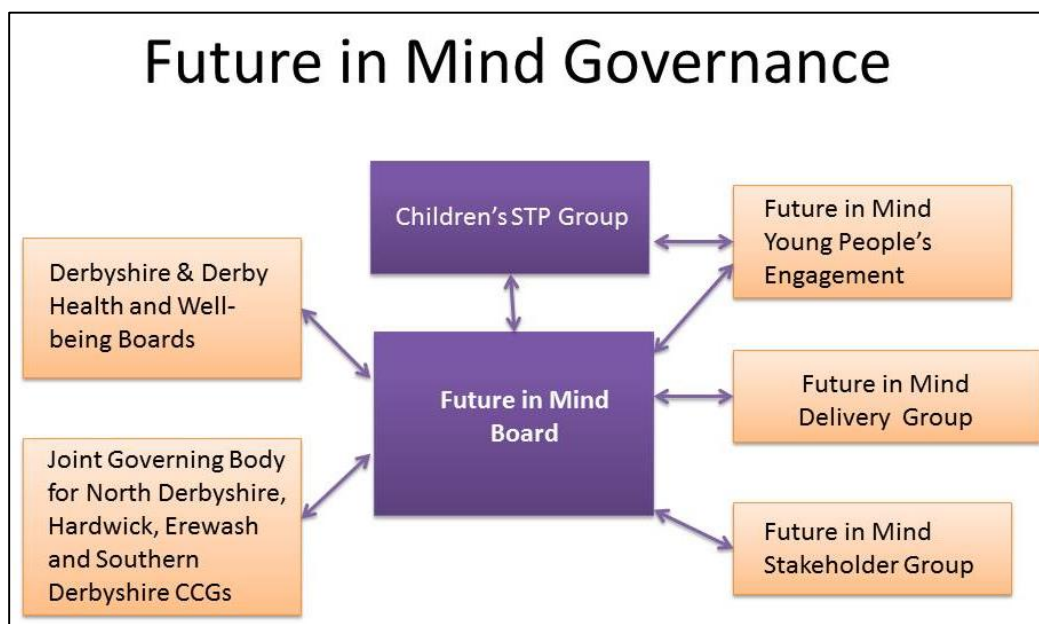 Future in Mind Governance
Children's STP Group
Future in Mind
Young People's
Engagement
Derbyshire & Derby
Health and Well-
being Boards
Future in Mind
Board
Future in Mind
Delivery Group
Joint Governing Body
for North Derbyshire,
Hardwick, Erewash
and Southern
Derbyshire CCGs
Future in Mind
Stakeholder Group